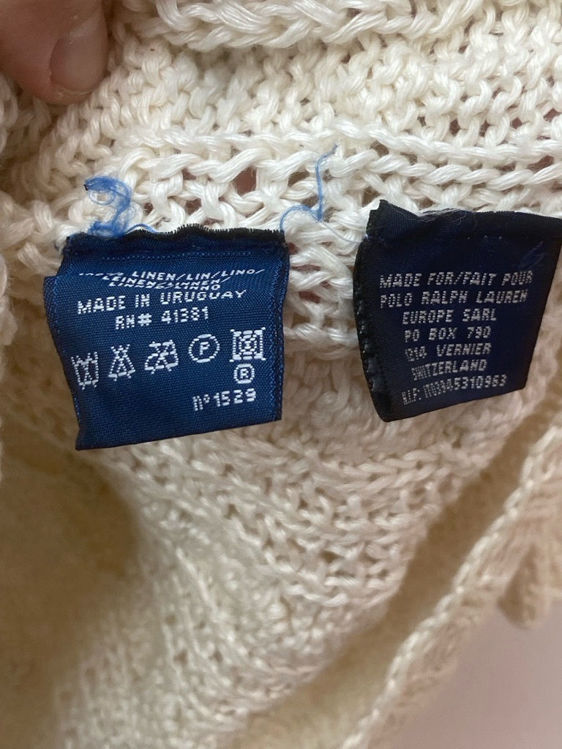 LINEN/LIN/LINO/
MADE IN URUGUAY
RN# 41381
P
R
nº1529
MADE FOR/FAIT POUR
POLO RALPH LAUREN
EUROPE SARL
PO BOX 790
1214 VERNIER
SWITZERLAND
N.I.F: IT03345310963